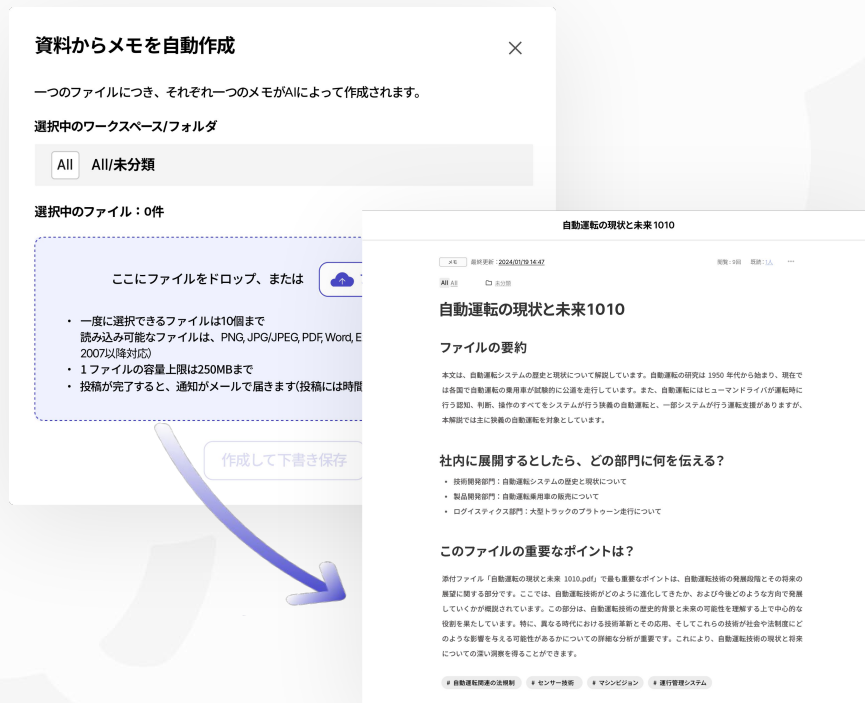 資料からメモを自動作成
一つのファイルにつき、それぞれ一つのメモがAIによって作成されます。
選択中のワークスペース/フォルダ
All All/未分類
選択中のファイル：0件
ここにファイルをドロップ、または
・ 一度に選択できるファイルは10個まで
読み込み可能なファイルは、PNG, JPG/JPEG, PDF, Word, E
2007以降対応)
・ 1 ファイルの容量上限は250MBまで
・ 投稿が完了すると、通知がメールで届きます(投稿には時間
作成して下書き保存
自動運転の現状と未来 1010
メモ 最終更新：2024/01/19 14:47 閲覧：9回 既読：1人 …
All All 未分類
自動運転の現状と未来1010
ファイルの要約
本文は、自動運転システムの歴史と現状について解説しています。自動運転の研究は 1950 年代から始まり、現在で
は各国で自動運転の乗用車が試験的に公道を走行しています。また、自動運転にはヒューマンドライバが運転時に
行う認知、判断、操作のすべてをシステムが行う狭義の自動運転と、一部システムが行う運転支援がありますが、
本解説では主に狭義の自動運転を対象としています。
社内に展開するとしたら、どの部門に何を伝える？
・ 技術開発部門：自動運転システムの歴史と現状について
・ 製品開発部門：自動運転乗用車の販売について
・ ログイスティクス部門：大型トラックのプラトゥーン走行について
このファイルの重要なポイントは？
添付ファイル「自動運転の現状と未来 1010.pdf」で最も重要なポイントは、自動運転技術の発展段階とその将来の
展望に関する部分です。ここでは、自動運転技術がどのように進化してきたか、および今後どのような方向で発展
していくかが概説されています。この部分は、自動運転技術の歴史的背景と未来の可能性を理解する上で中心的な
役割を果たしています。特に、異なる時代における技術革新とその応用、そしてこれらの技術が社会や法制度にど
のような影響を与える可能性があるかについての詳細な分析が重要です。これにより、自動運転技術の現状と将来
についての深い洞察を得ることができます。
# 自動運転関連の法規制 # センサー技術 # マシンビジョン # 運行管理システム